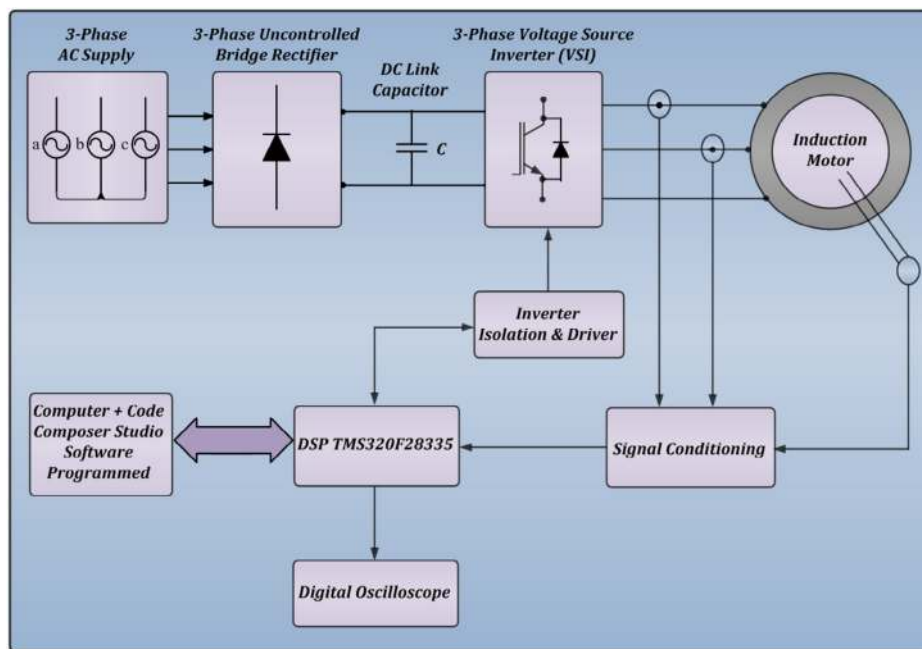 3-Phase
AC Supply
3-Phase Uncontrolled
Bridge Rectifier
DC Link
Capacitor
3-Phase Voltage Source
Inverter (VSI)
a
b
c
C
Induction
Motor
Inverter
Isolation & Driver
Computer + Code
Composer Studio
Software
Programmed
DSP TMS320F28335
Signal Conditioning
Digital Oscilloscope